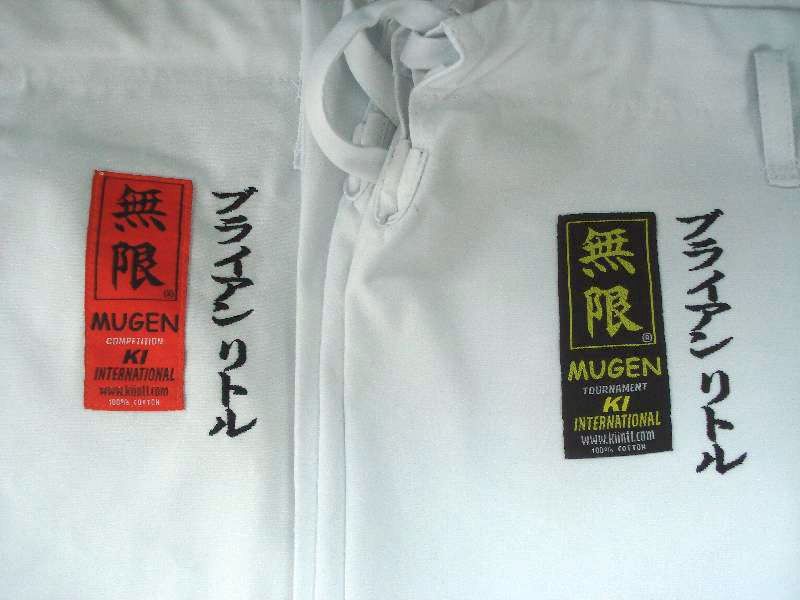 無限
®
MUGEN
COMPETITION
KI
INTERNATIONAL
www.kiintl.com
100% COTTON
ブライアン リトル
無限
®
MUGEN
TOURNAMENT
KI
INTERNATIONAL
www.kiintl.com
100% COTTON
ブライアン リトル